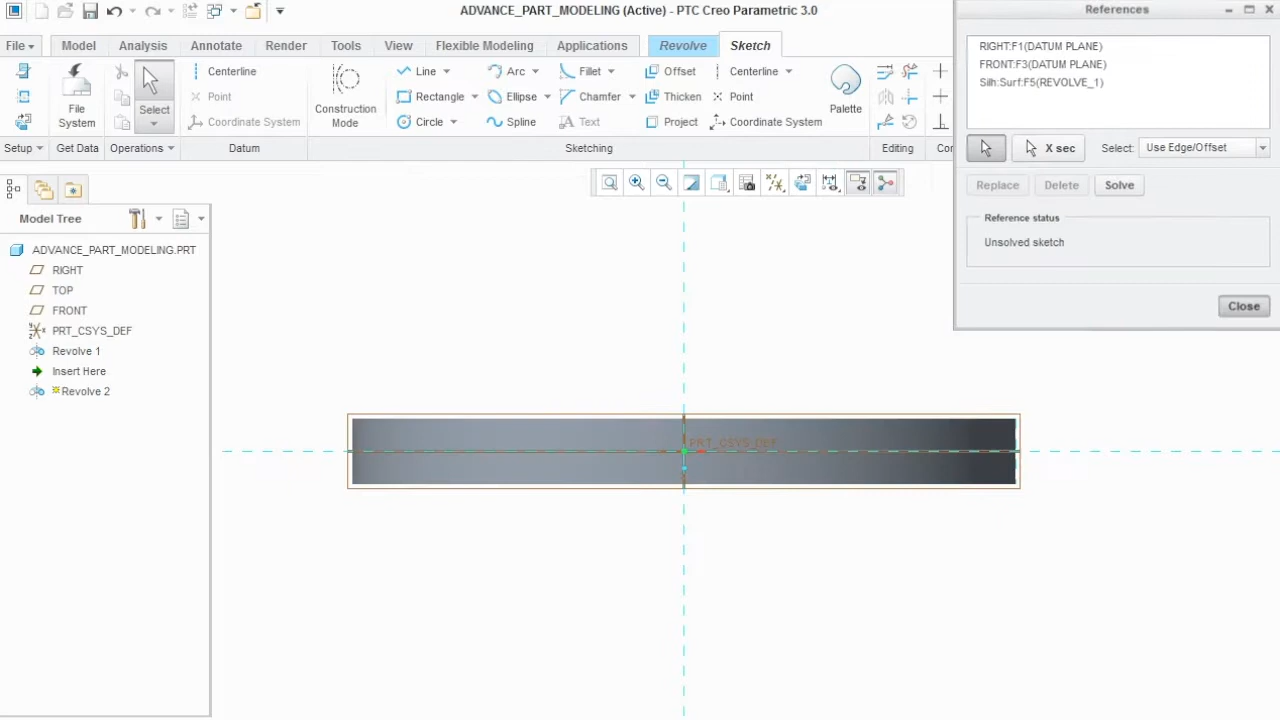 ADVANCE_PART_MODELING (Active) - PTC Creo Parametric 3.0
References
File Model Analysis Annotate Render Tools View Flexible Modeling Applications Revolve Sketch
RIGHT:F1(DATUM PLANE)
FRONT:F3(DATUM PLANE)
Silh:Surf:F5(REVOLVE_1)
File System
Select
Centerline
Point
Coordinate System
Construction Mode
Line Arc Fillet Offset Centerline
Rectangle Ellipse Chamfer Thicken Point
Circle Spline Text Project Coordinate System
Palette
Setup Get Data Operations Datum Sketching Editing Con
X sec Select: Use Edge/Offset
Replace Delete Solve
Reference status
Unsolved sketch
Close
Model Tree
ADVANCE_PART_MODELING.PRT
RIGHT
TOP
FRONT
PRT_CSYS_DEF
Revolve 1
Insert Here
Revolve 2
PRT_CSYS_DEF